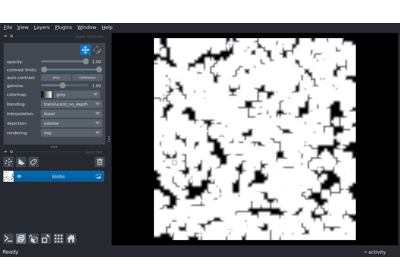 File View Layers Plugins Window Help
opacity: 1.00
contrast limits:
auto-contrast: once continuous
gamma: 1.00
colormap: gray
blending: translucent_no_depth
interpolation: linear
depiction: volume
rendering: mip
blobs
Ready activity